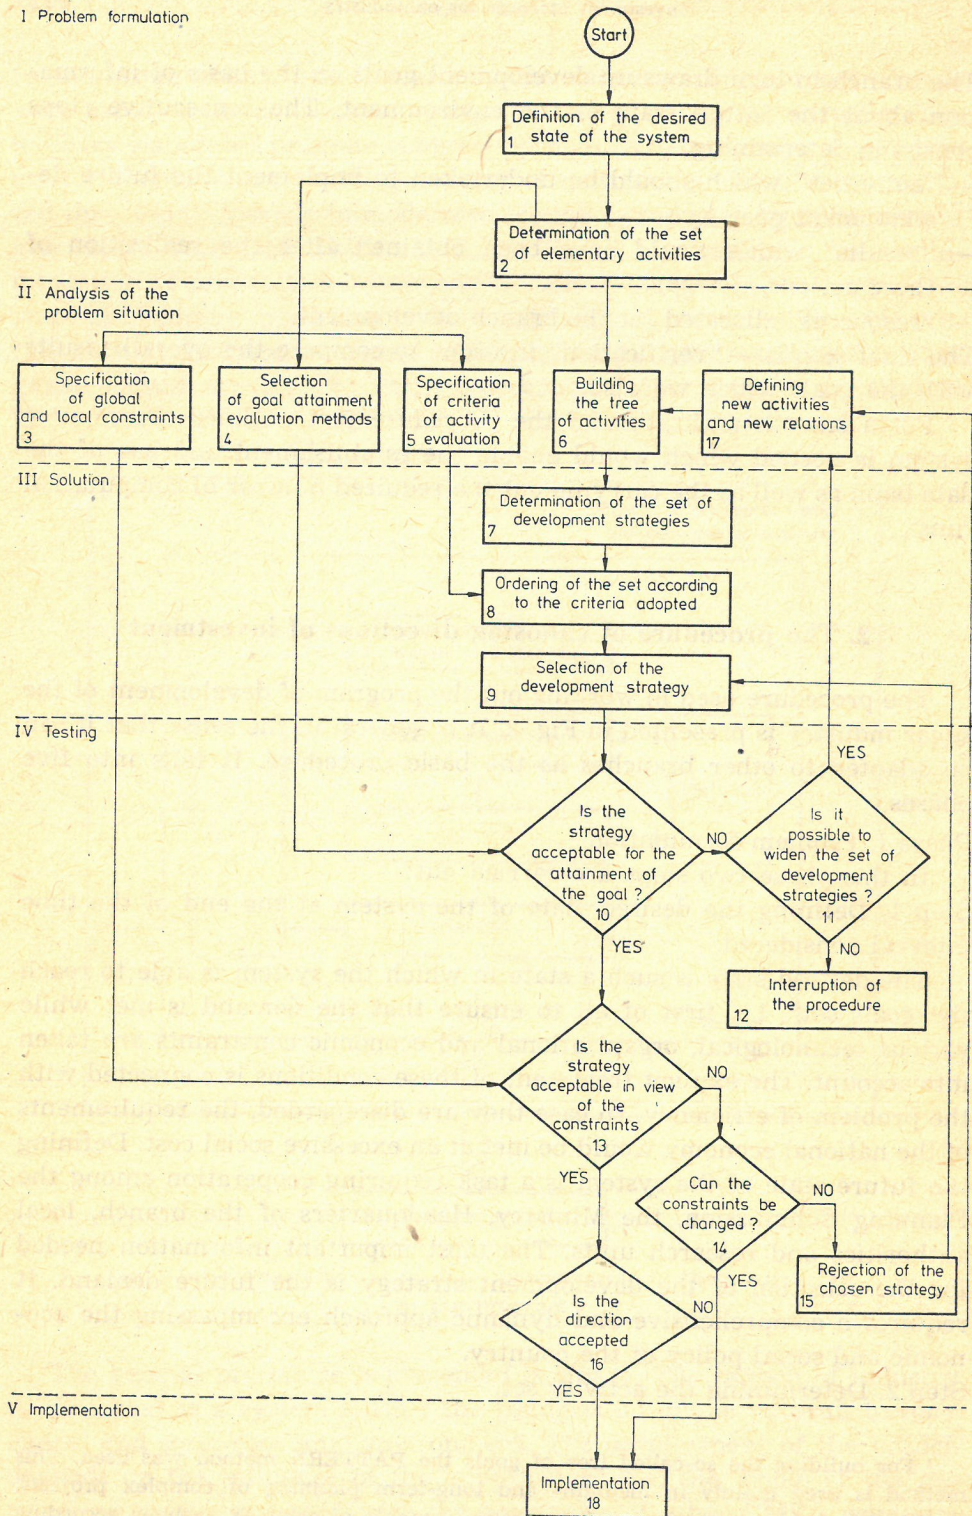 I Problem formulation
Start
Definition of the desired
state of the system
1
Determination of the set
of elementary activities
2
II Analysis of the
problem situation
Specification
of global
and local constraints
3
Selection
of goal attainment
evaluation methods
4
Specification
of criteria
of activity
5 evaluation
Building
the tree
of activities
6
Defining
new activities
and new relations
17
III Solution
Determination of the set of
development strategies
7
Ordering of the set according
to the criteria adopted
8
Selection of the
development strategy
9
IV Testing
YES
Is the
strategy
acceptable for the
attainment of
the goal ?
10
NO
Is it
possible to
widen the set of
development
strategies ?
11
YES
NO
Interruption of
the procedure
12
Is the
strategy
acceptable in view
of the
constraints
13
NO
YES
Can the
constraints be
changed ?
14
NO
YES
Rejection of the
chosen strategy
15
Is the
direction
accepted
16
NO
YES
V Implementation
Implementation
18